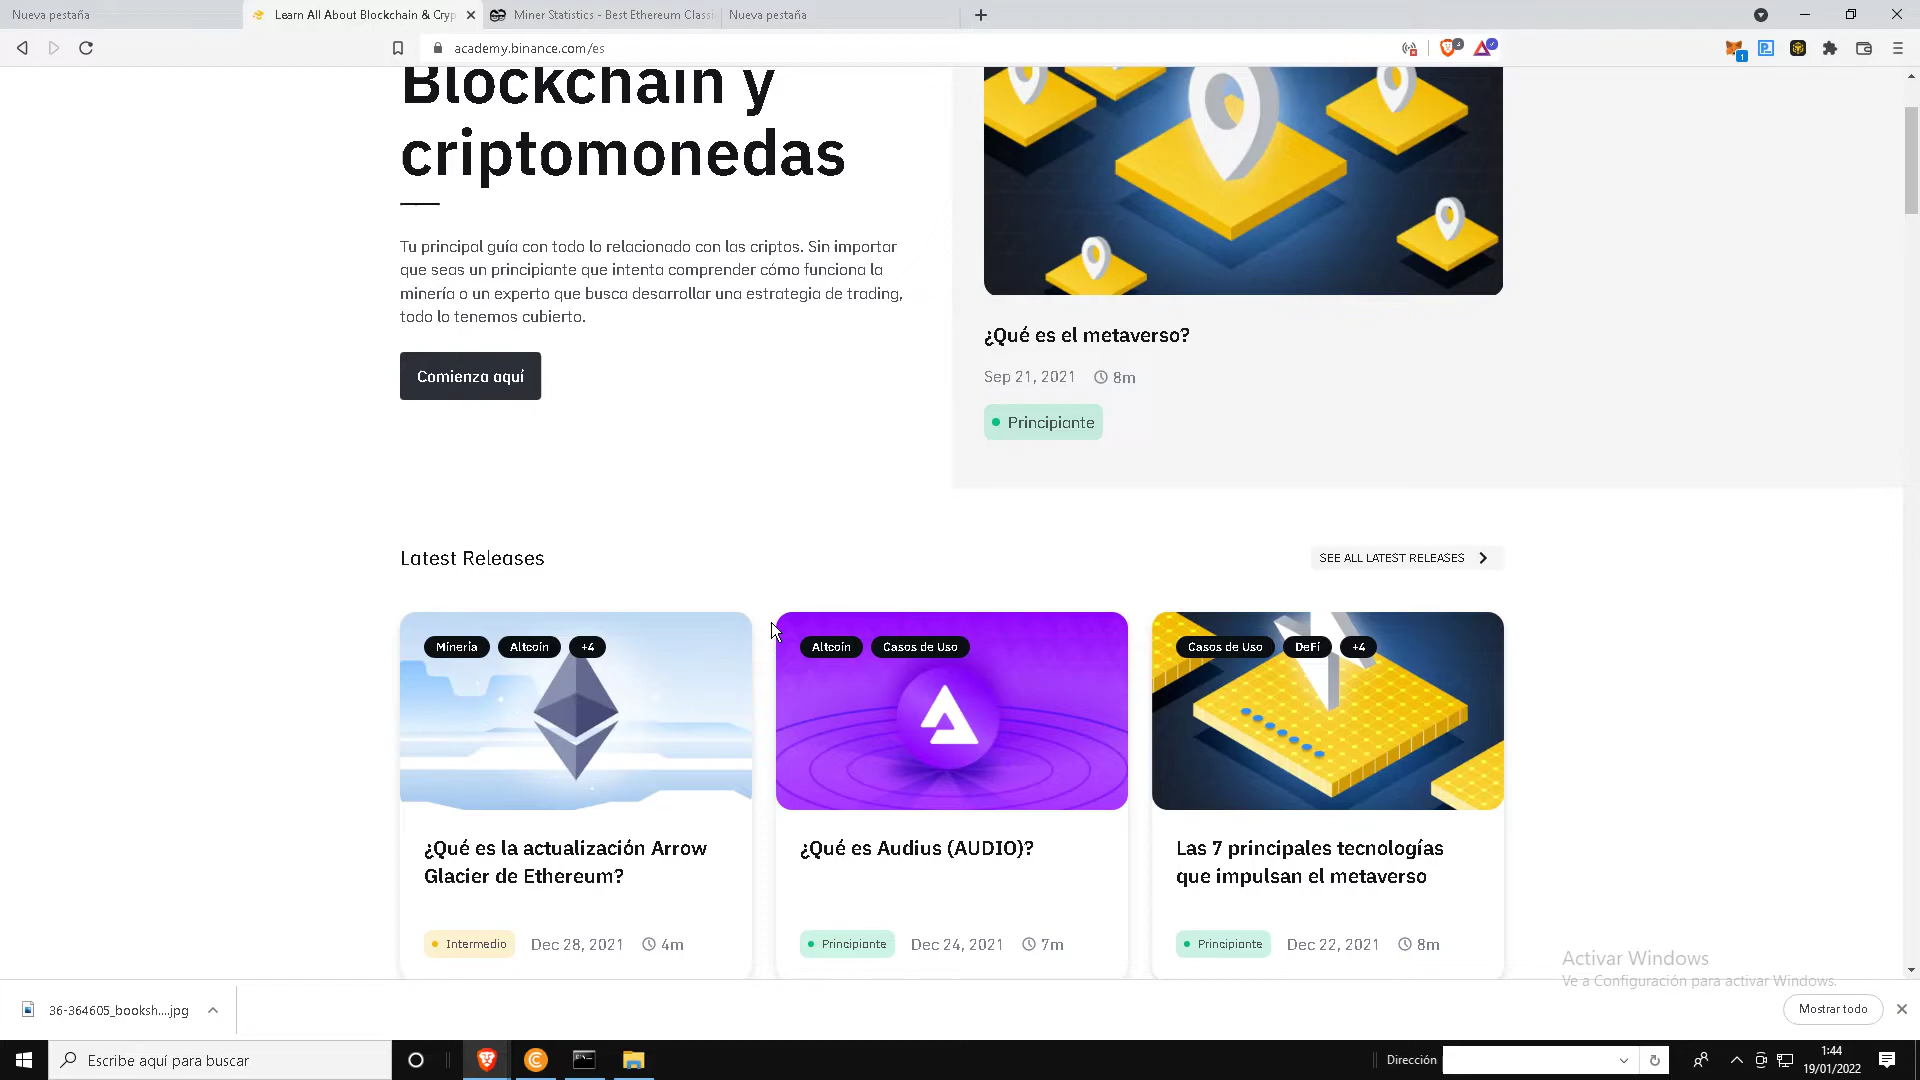 Nueva pestaña
Learn All About Blockchain & Cryp
Miner Statistics - Best Ethereum Classi
Nueva pestaña
academy.binance.com/es
Blockchain y
criptomonedas
Tu principal guía con todo lo relacionado con las criptos. Sin importar
que seas un principiante que intenta comprender cómo funciona la
minería o un experto que busca desarrollar una estrategia de trading,
todo lo tenemos cubierto.
Comienza aquí
¿Qué es el metaverso?
Sep 21, 2021 8m
Principiante
Latest Releases
SEE ALL LATEST RELEASES
Minería Altcoin +4
¿Qué es la actualización Arrow
Glacier de Ethereum?
Intermedio Dec 28, 2021 4m
Altcoin Casos de Uso
¿Qué es Audius (AUDIO)?
Principiante Dec 24, 2021 7m
Casos de Uso DeFi +4
Las 7 principales tecnologías
que impulsan el metaverso
Principiante Dec 22, 2021 8m
Activar Windows
Ve a Configuración para activar Windows.
36-364605_booksh....jpg
Mostrar todo
Escribe aquí para buscar
Dirección
1:44
19/01/2022